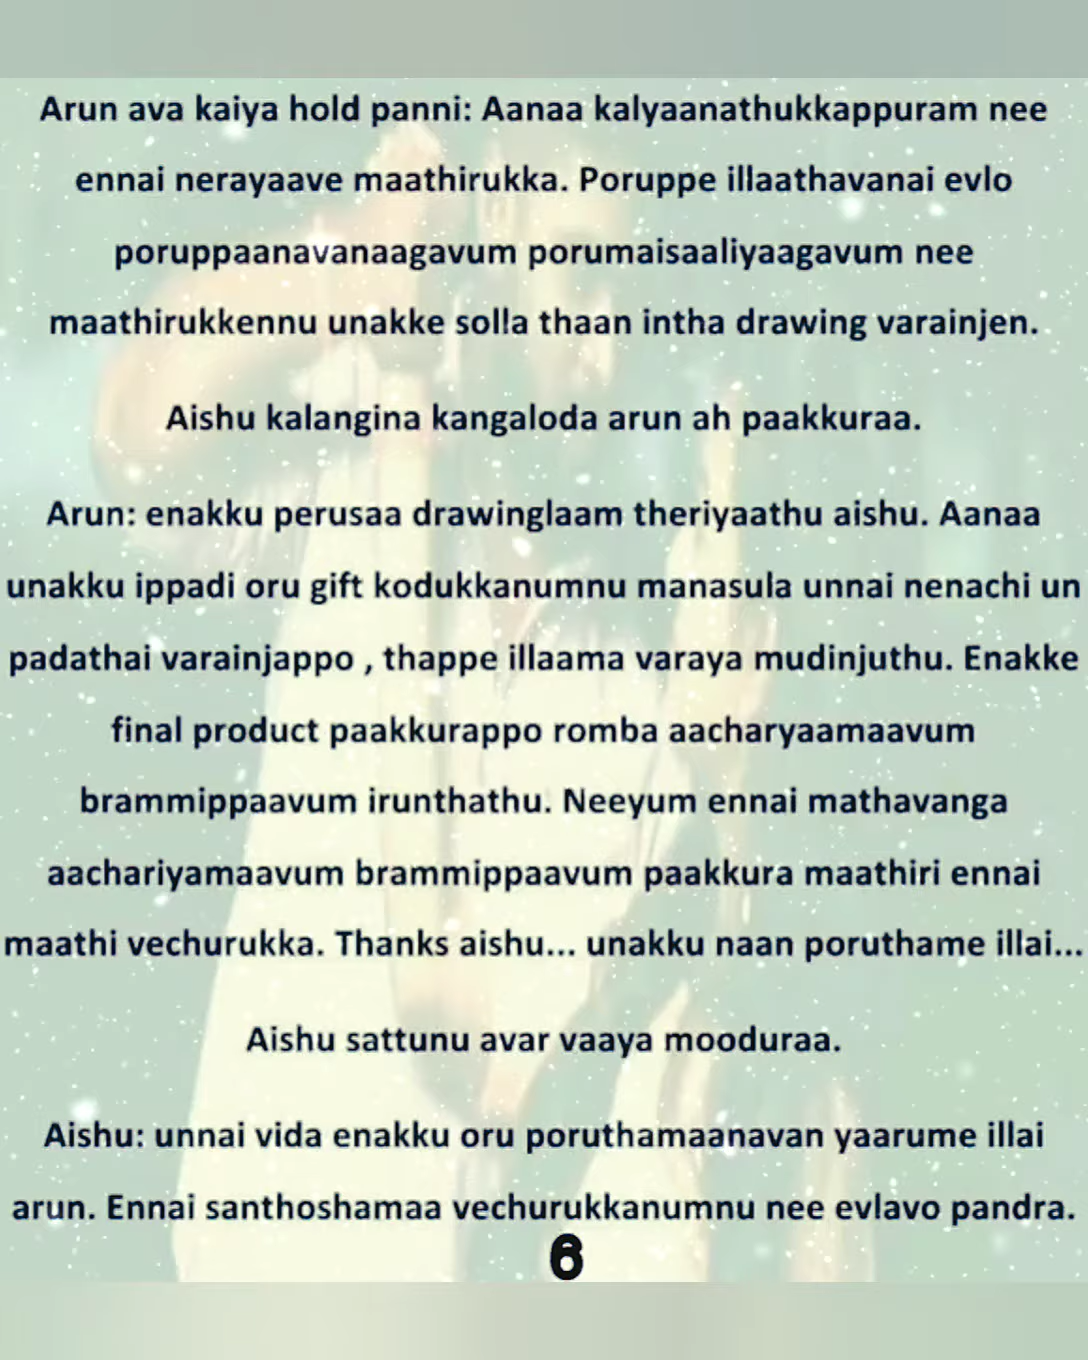 Arun ava kaiya hold panni: Aanaa kalyaanathukkappuram nee
ennai nerayaave maathirukka. Poruppe illaathavanai evlo
poruppaanavanaagavum porumaisaaliyaagavum nee
maathirukkennu unakke solla thaan intha drawing varainjen.
Aishu kalangina kangaloda arun ah paakkuraa.
Arun: enakku perusaa drawinglaam theriyaathu aishu. Aanaa
unakku ippadi oru gift kodukkanumnu manasula unnai nenachi un
padathai varainjappo , thappe illaama varaya mudinjuthu. Enakke
final product paakkurappo romba aacharyaamaavum
brammippaavum irunthathu. Neeyum ennai mathavanga
aachariyamaavum brammippaavum paakkura maathiri ennai
maathi vechurukka. Thanks aishu... unakku naan poruthame illai...
Aishu sattunu avar vaaya mooduraa.
Aishu: unnai vida enakku oru poruthamaanavan yaarume illai
arun. Ennai santhoshamaa vechurukkanumnu nee evlavo pandra.
6